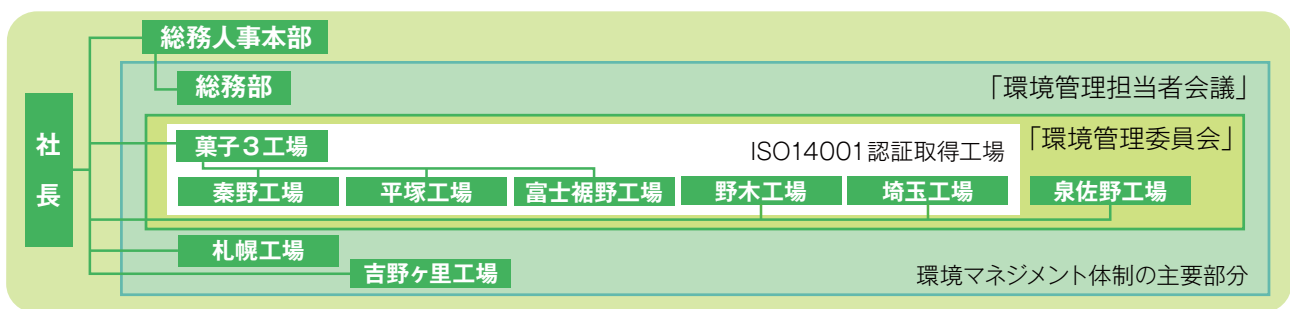 総務人事本部
総務部
「環境管理担当者会議」
社長
菓子3工場
ISO14001認証取得工場
「環境管理委員会」
秦野工場
平塚工場
富士裾野工場
野木工場
埼玉工場
泉佐野工場
札幌工場
吉野ヶ里工場
環境マネジメント体制の主要部分